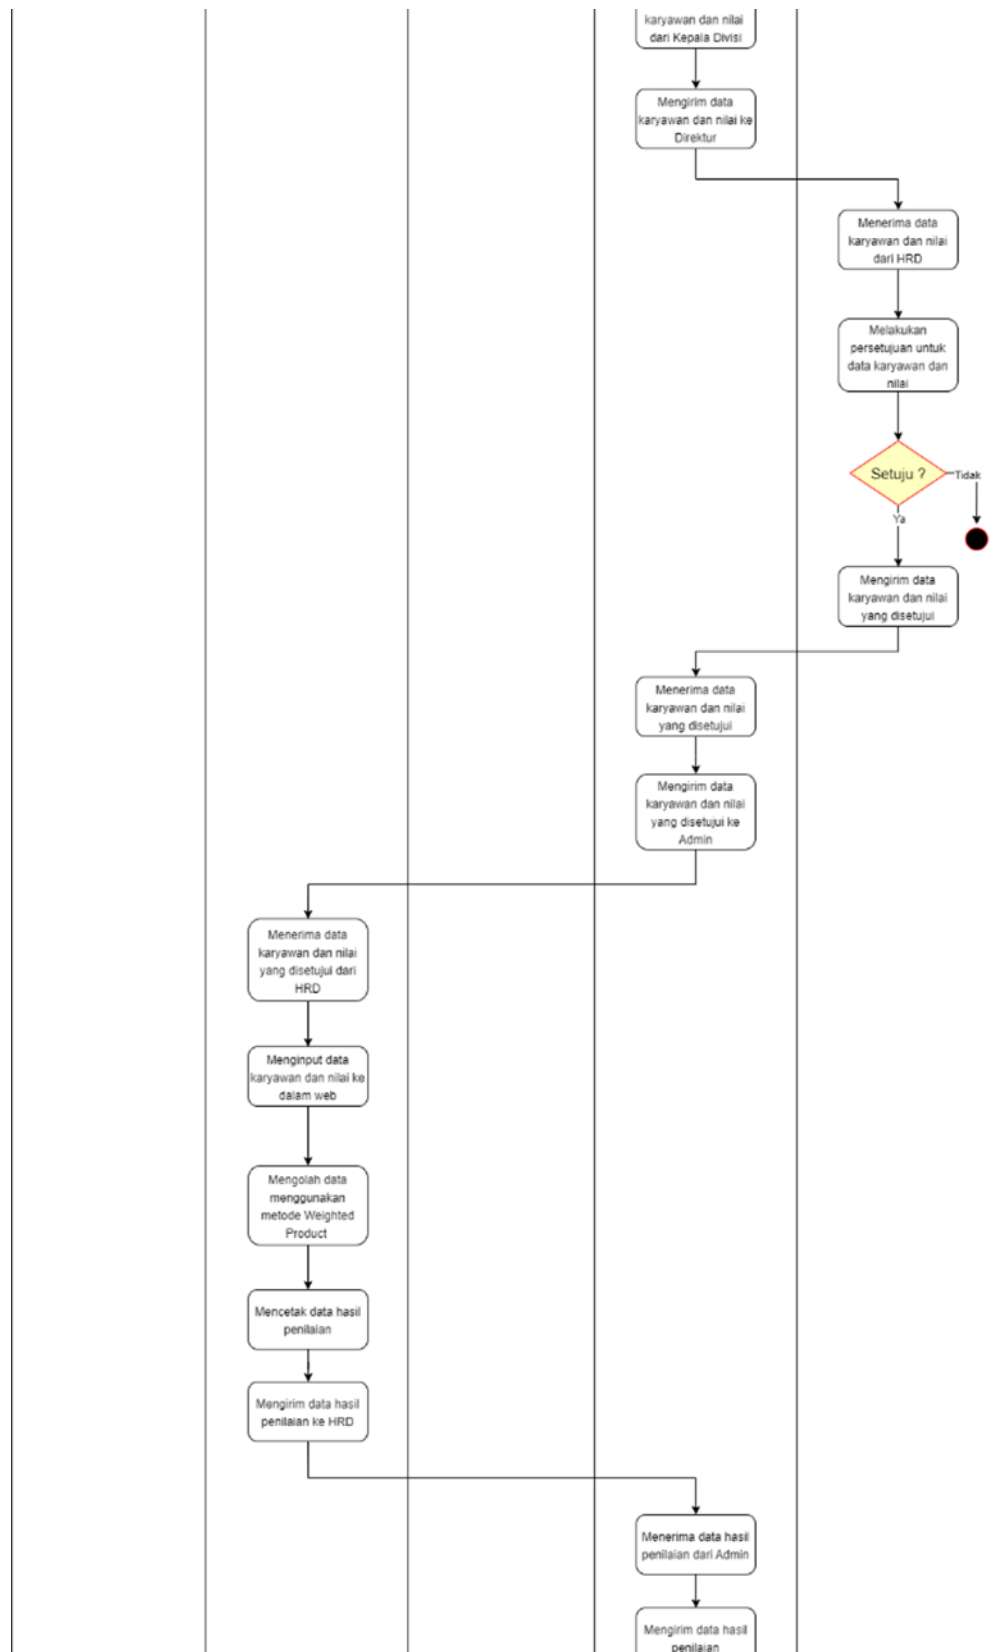 karyawan dan nilai
dari Kepala Divisi
Mengirim data
karyawan dan nilai ke
Direktur
Menerima data
karyawan dan nilai
dari HRD
Melakukan
persetujuan untuk
data karyawan dan
nilai
Setuju ?
Tidak
Ya
Mengirim data
karyawan dan nilai
yang disetujui
Menerima data
karyawan dan nilai
yang disetujui
Mengirim data
karyawan dan nilai
yang disetujui ke
Admin
Menerima data
karyawan dan nilai
yang disetujui dari
HRD
Menginput data
karyawan dan nilai ke
dalam web
Mengolah data
menggunakan
metode Weighted
Product
Mencetak data hasil
penilaian
Mengirim data hasil
penilaian ke HRD
Menerima data hasil
penilaian dari Admin
Mengirim data hasil
penilaian